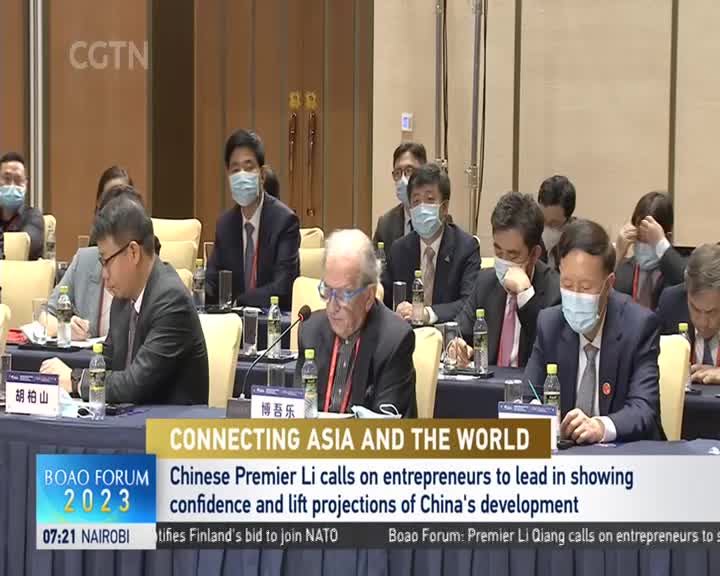 CGTN
胡柏山
博吾乐
CONNECTING ASIA AND THE WORLD
Chinese Premier Li calls on entrepreneurs to lead in showing
confidence and lift projections of China's development
BOAO FORUM
2023
07:21 NAIROBI
tifies Finland's bid to join NATO Boao Forum: Premier Li Qiang calls on entrepreneurs to s